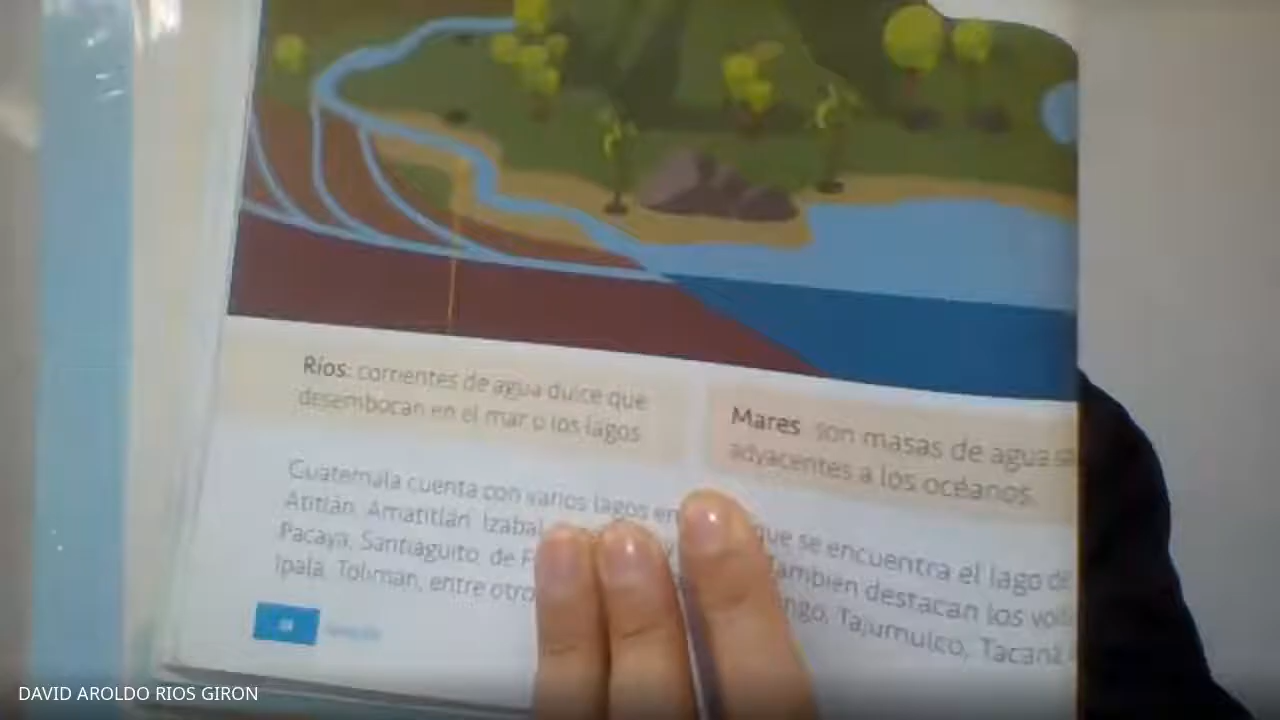 Ríos: corrientes de agua dulce que
desembocan en el mar o los lagos
Mares son masas de agua
adyacentes a los océanos.
Guatemala cuenta con varios lagos en que se encuentra el lago de
Atitlán Amatitlán Izabal también destacan los
Pacaya, Santiaguito, de Tajumulco, Tacaná
Ipala, Tolimán, entre
DAVID AROLDO RIOS GIRON